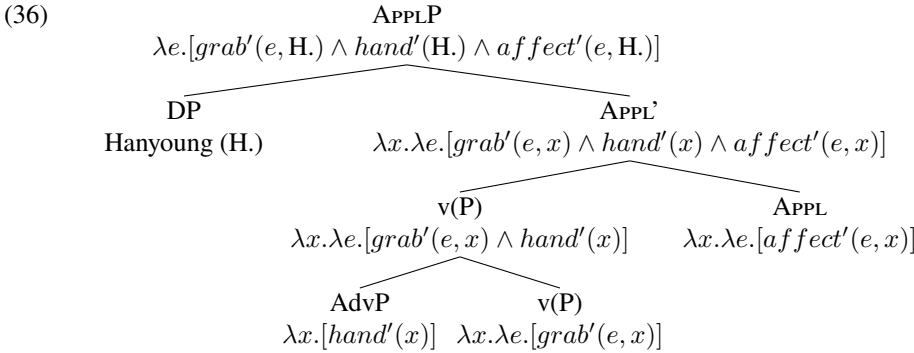 (36) APPLP
λe.[grab′(e, H.) ∧ hand′(H.) ∧ affect′(e, H.)]
DP APPL’
Hanyoung (H.) λx.λe.[grab′(e, x) ∧ hand′(x) ∧ affect′(e, x)]
v(P) APPL
λx.λe.[grab′(e, x) ∧ hand′(x)] λx.λe.[affect′(e, x)]
AdvP v(P)
λx.[hand′(x)] λx.λe.[grab′(e, x)]